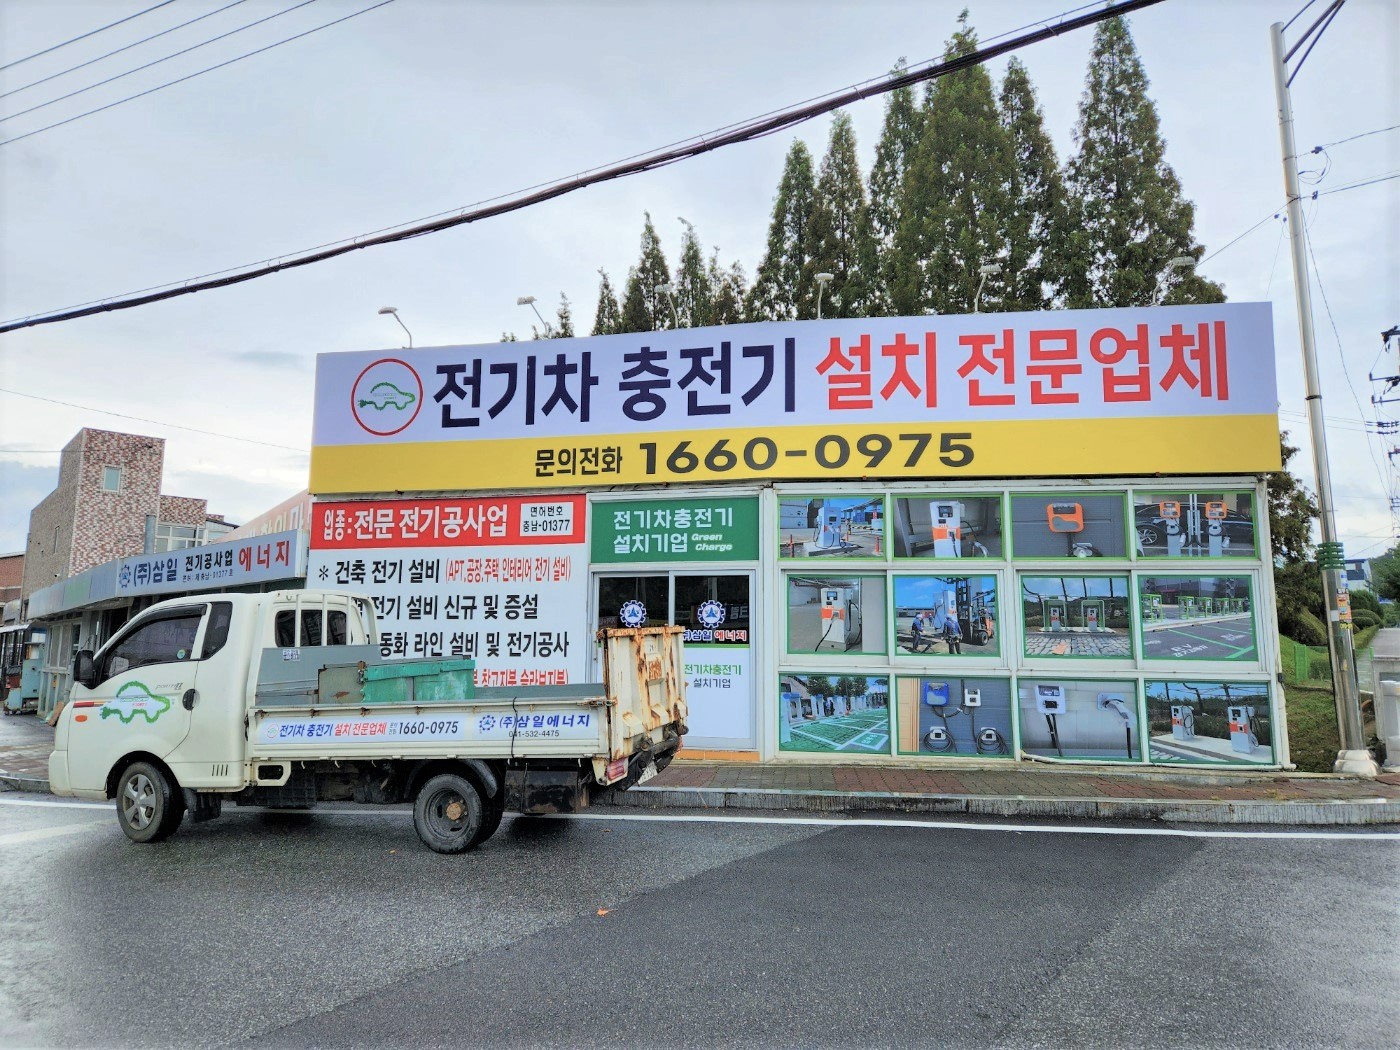 전기차 충전기 설치 전문업체
문의전화 1660-0975
업종:전문 전기공사업
면허번호
충남-01377
* 건축 전기 설비 (APT,공장,주택 인테리어 전기 설비)
전기 설비 신규 및 증설
동화 라인 설비 및 전기공사
전기차충전기
설치기업 Green
Charge
(주)삼일 전기공사업 에너지
삼일 에너지
전기차충전기
설치기업
전기차 충전기 설치 전문업체 1660-0975
(주)삼일에너지
041-532-4475